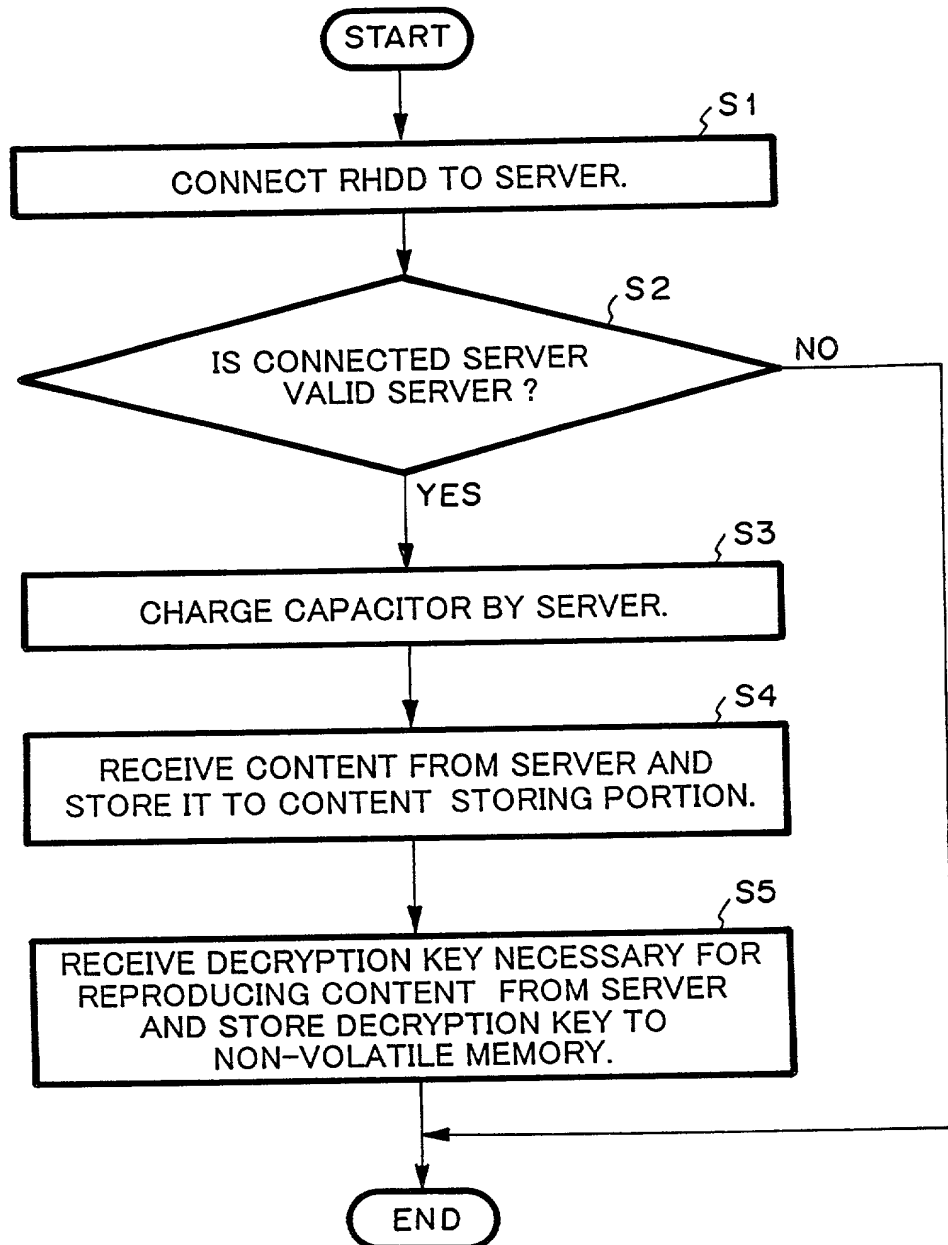 START
S1
CONNECT RHDD TO SERVER.
S2
IS CONNECTED SERVER
VALID SERVER ?
NO
YES
S3
CHARGE CAPACITOR BY SERVER.
S4
RECEIVE CONTENT FROM SERVER AND
STORE IT TO CONTENT STORING PORTION.
S5
RECEIVE DECRYPTION KEY NECESSARY FOR
REPRODUCING CONTENT FROM SERVER
AND STORE DECRYPTION KEY TO
NON-VOLATILE MEMORY.
END